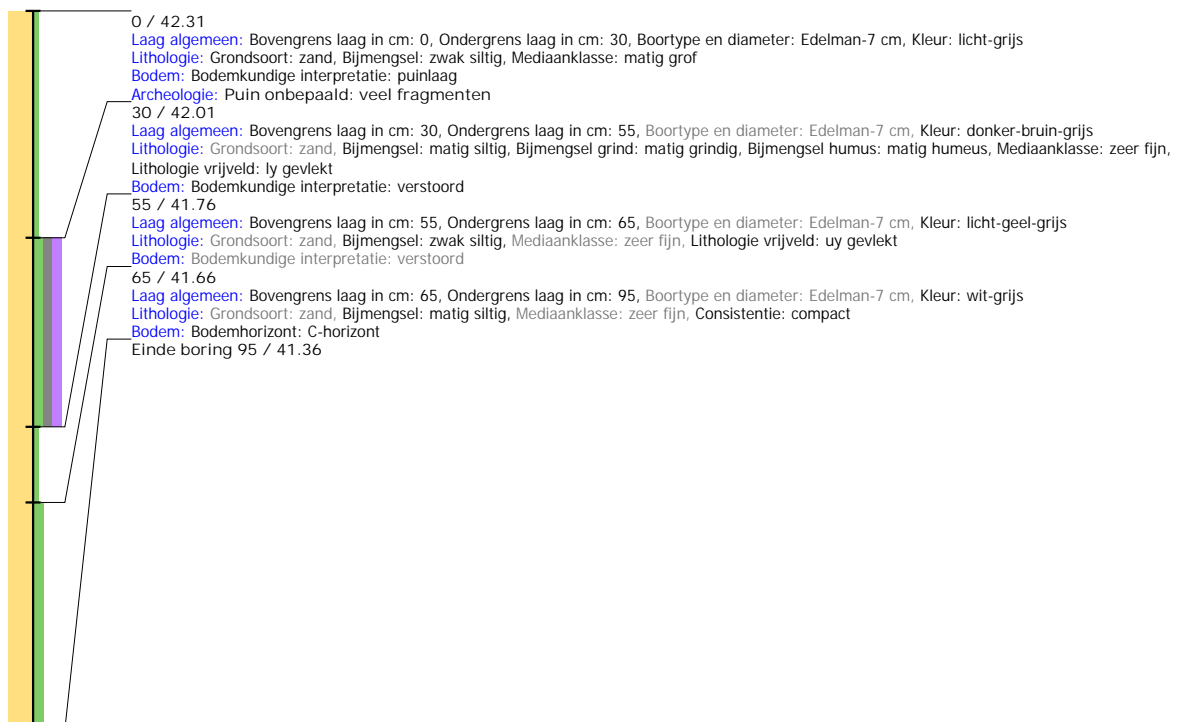 0 / 42.31
Laag algemeen: Bovengrens laag in cm: 0, Ondergrens laag in cm: 30, Boortype en diameter: Edelman-7 cm, Kleur: licht-grijs
Lithologie: Grondsoort: zand, Bijmengsel: zwak siltig, Mediaanklasse: matig grof
Bodem: Bodemkundige interpretatie: puinlaag
Archeologie: Puin onbepaald: veel fragmenten
30 / 42.01
Laag algemeen: Bovengrens laag in cm: 30, Ondergrens laag in cm: 55, Boortype en diameter: Edelman-7 cm, Kleur: donker-bruin-grijs
Lithologie: Grondsoort: zand, Bijmengsel: matig siltig, Bijmengsel grind: matig grindig, Bijmengsel humus: matig humeus, Mediaanklasse: zeer fijn,
Lithologie vrijveld: ly gevlekt
Bodem: Bodemkundige interpretatie: verstoord
55 / 41.76
Laag algemeen: Bovengrens laag in cm: 55, Ondergrens laag in cm: 65, Boortype en diameter: Edelman-7 cm, Kleur: licht-geel-grijs
Lithologie: Grondsoort: zand, Bijmengsel: zwak siltig, Mediaanklasse: zeer fijn, Lithologie vrijveld: uy gevlekt
Bodem: Bodemkundige interpretatie: verstoord
65 / 41.66
Laag algemeen: Bovengrens laag in cm: 65, Ondergrens laag in cm: 95, Boortype en diameter: Edelman-7 cm, Kleur: wit-grijs
Lithologie: Grondsoort: zand, Bijmengsel: matig siltig, Mediaanklasse: zeer fijn, Consistentie: compact
Bodem: Bodemhorizont: C-horizont
Einde boring 95 / 41.36